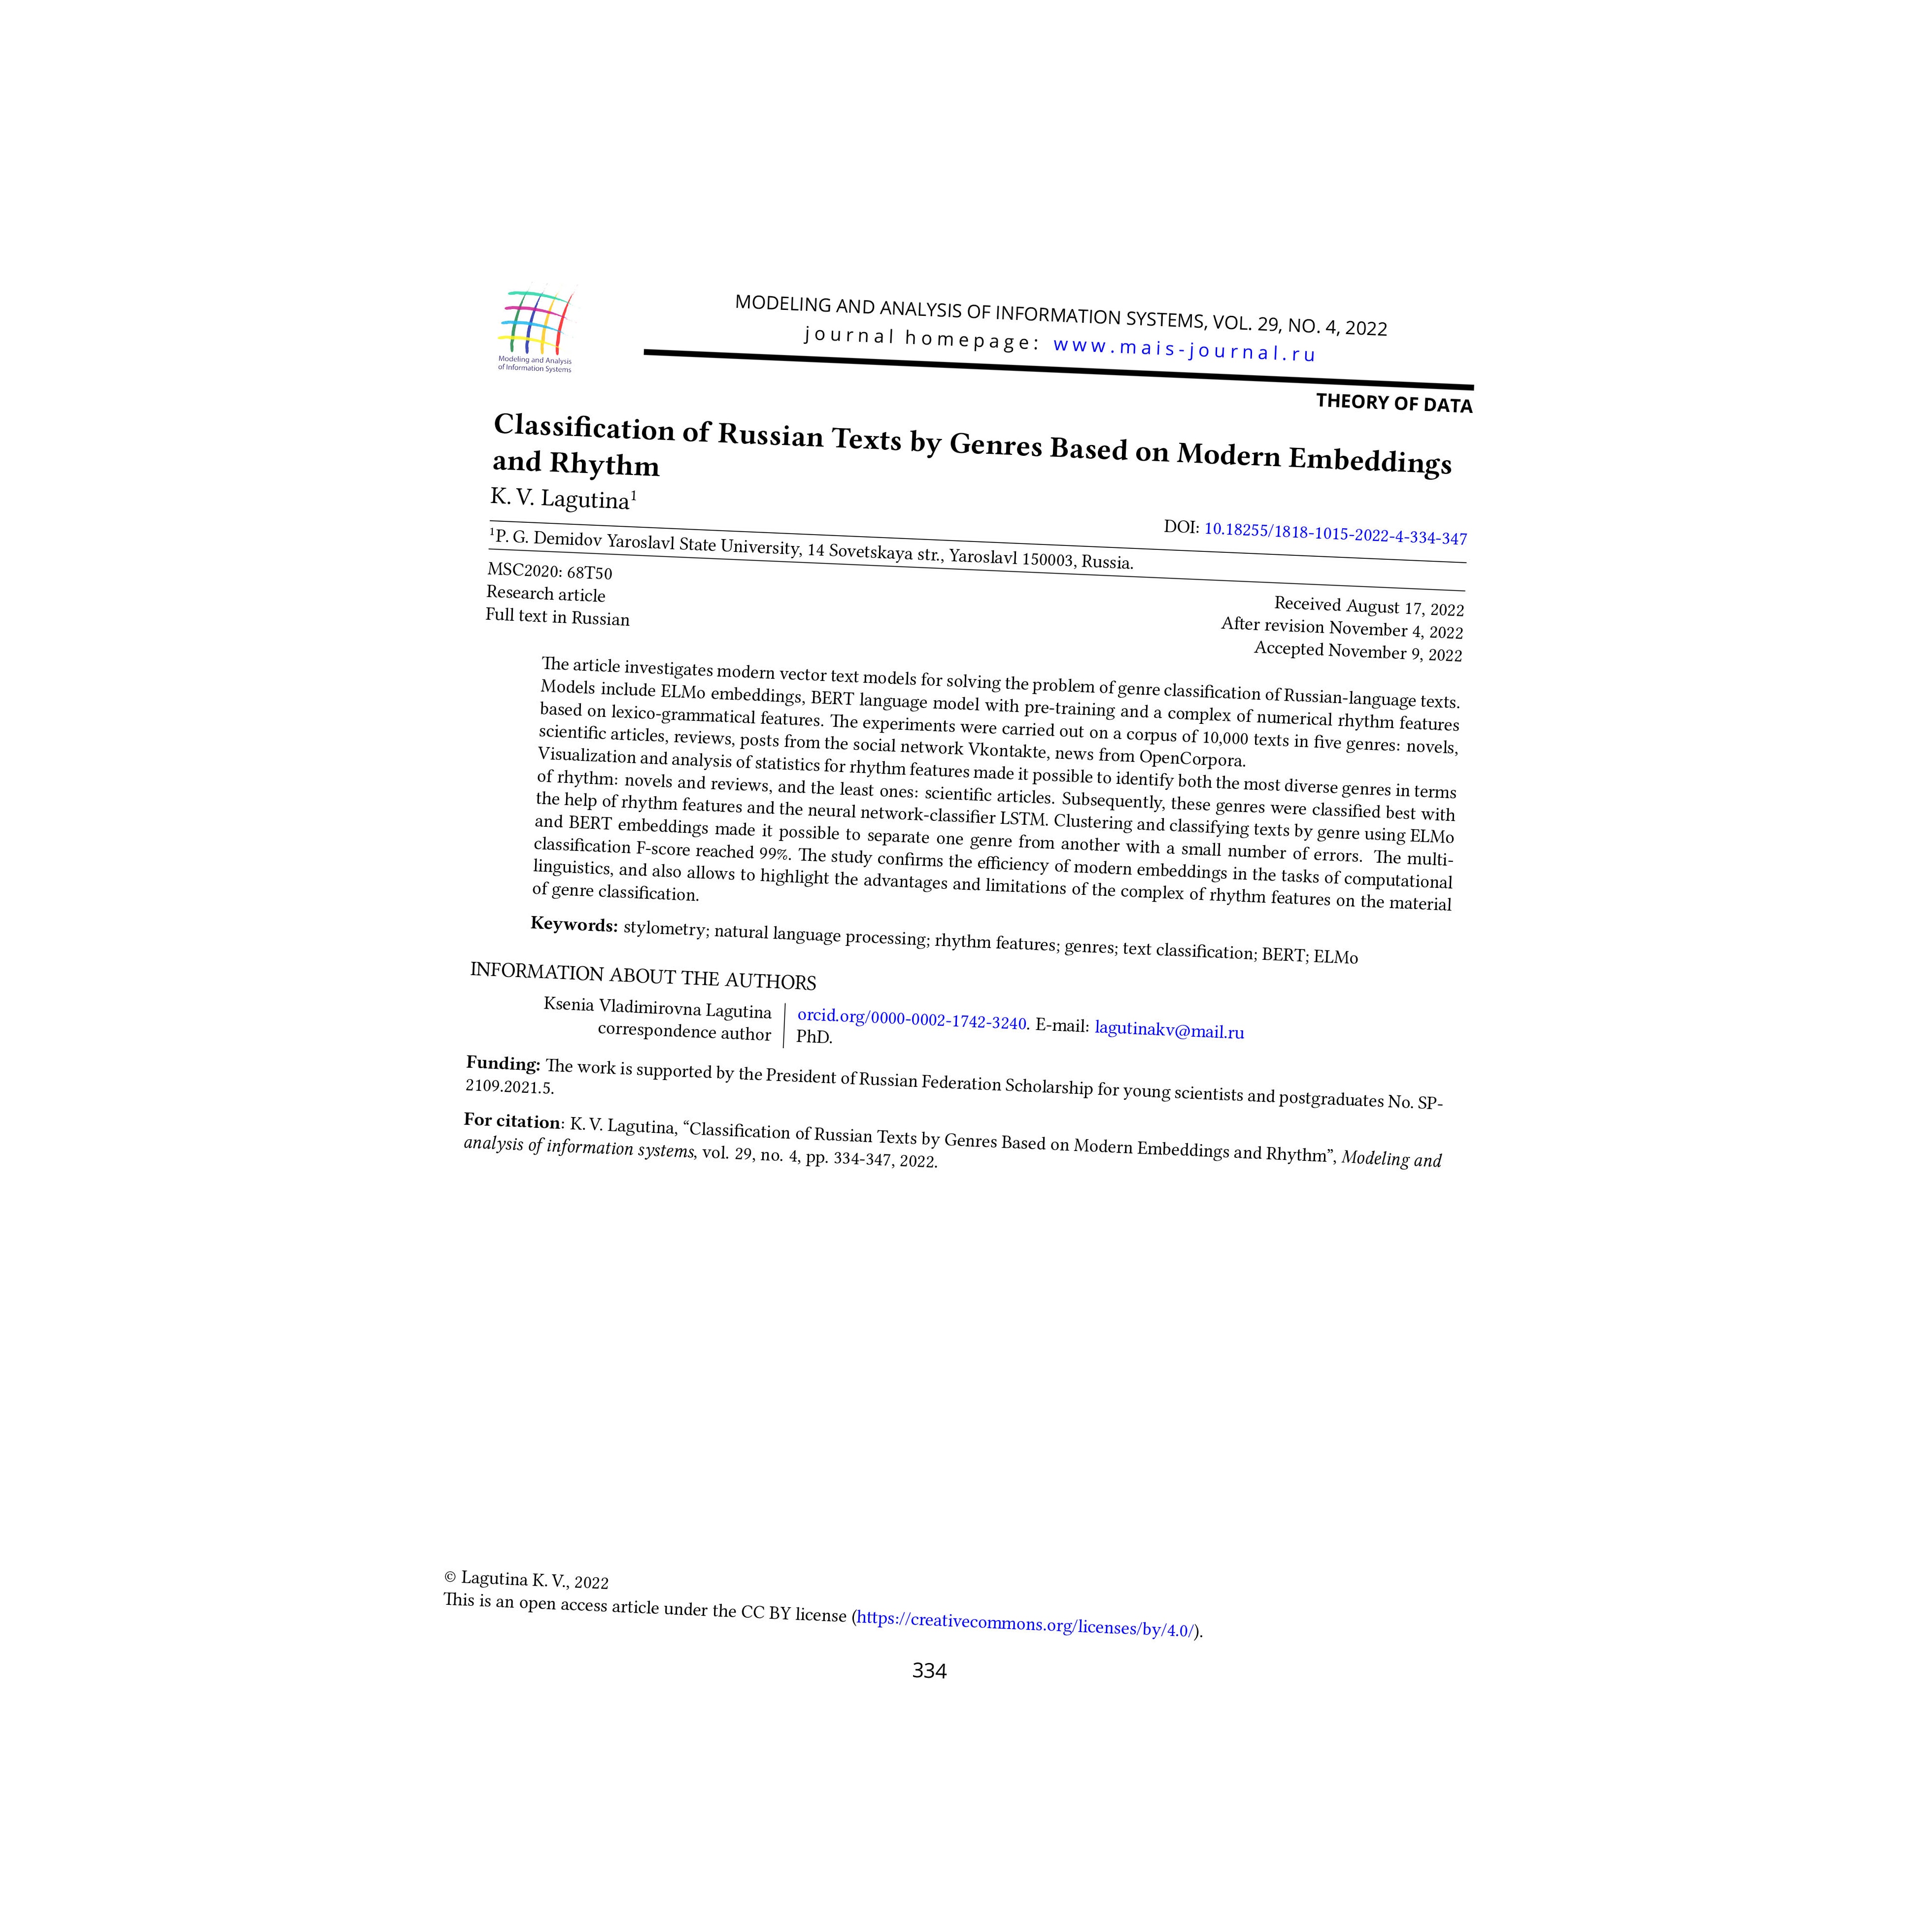 Modeling and Analysis
of Information Systems
MODELING AND ANALYSIS OF INFORMATION SYSTEMS, VOL. 29, NO. 4, 2022
journal homepage: www.mais-journal.ru
THEORY OF DATA
Classification of Russian Texts by Genres Based on Modern Embeddings
and Rhythm
K. V. Lagutina¹
DOI: 10.18255/1818-1015-2022-4-334-347
¹P. G. Demidov Yaroslavl State University, 14 Sovetskaya str., Yaroslavl 150003, Russia.
MSC2020: 68T50
Research article
Full text in Russian
Received August 17, 2022
After revision November 4, 2022
Accepted November 9, 2022
The article investigates modern vector text models for solving the problem of genre classification of Russian-language texts.
Models include ELMo embeddings, BERT language model with pre-training and a complex of numerical rhythm features
based on lexico-grammatical features. The experiments were carried out on a corpus of 10,000 texts in five genres: novels,
scientific articles, reviews, posts from the social network Vkontakte, news from OpenCorpora.
Visualization and analysis of statistics for rhythm features made it possible to identify both the most diverse genres in terms
of rhythm: novels and reviews, and the least ones: scientific articles. Subsequently, these genres were classified best with
the help of rhythm features and the neural network-classifier LSTM. Clustering and classifying texts by genre using ELMo
and BERT embeddings made it possible to separate one genre from another with a small number of errors. The multi-
classification F-score reached 99%. The study confirms the efficiency of modern embeddings in the tasks of computational
linguistics, and also allows to highlight the advantages and limitations of the complex of rhythm features on the material
of genre classification.
Keywords: stylometry; natural language processing; rhythm features; genres; text classification; BERT; ELMo
INFORMATION ABOUT THE AUTHORS
Ksenia Vladimirovna Lagutina
correspondence author
orcid.org/0000-0002-1742-3240. E-mail: lagutinakv@mail.ru
PhD.
Funding: The work is supported by the President of Russian Federation Scholarship for young scientists and postgraduates No. SP-
2109.2021.5.
For citation: K. V. Lagutina, “Classification of Russian Texts by Genres Based on Modern Embeddings and Rhythm”, Modeling and
analysis of information systems, vol. 29, no. 4, pp. 334-347, 2022.
© Lagutina K. V., 2022
This is an open access article under the CC BY license (https://creativecommons.org/licenses/by/4.0/).
334